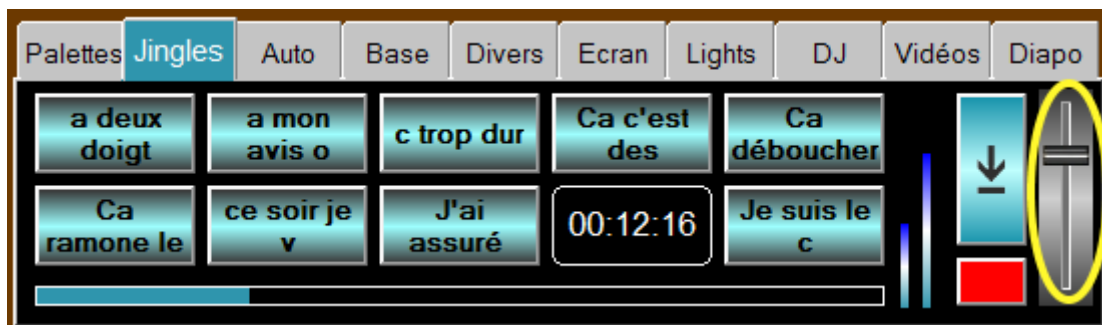 Palettes Jingles Auto Base Divers Ecran Lights DJ Vidéos Diapo
a deux
doigt
a mon
avis o
c trop dur
Ca c'est
des
Ca
déboucher
Ca
ramone le
ce soir je
v
J'ai
assuré
00:12:16
Je suis le
c